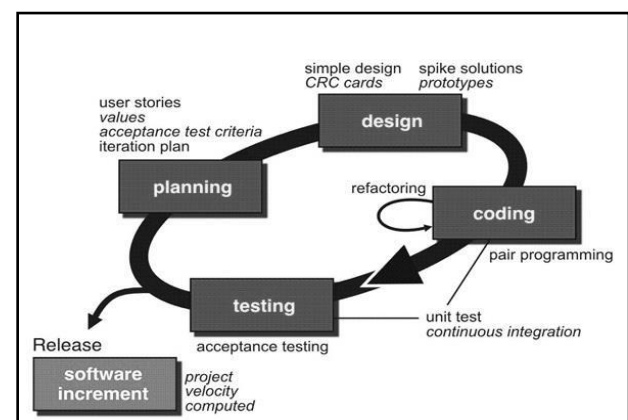 simple design
CRC cards
spike solutions
prototypes
design
user stories
values
acceptance test criteria
iteration plan
planning
refactoring
coding
pair programming
testing
acceptance testing
unit test
continuous integration
Release
software
increment
project
velocity
computed